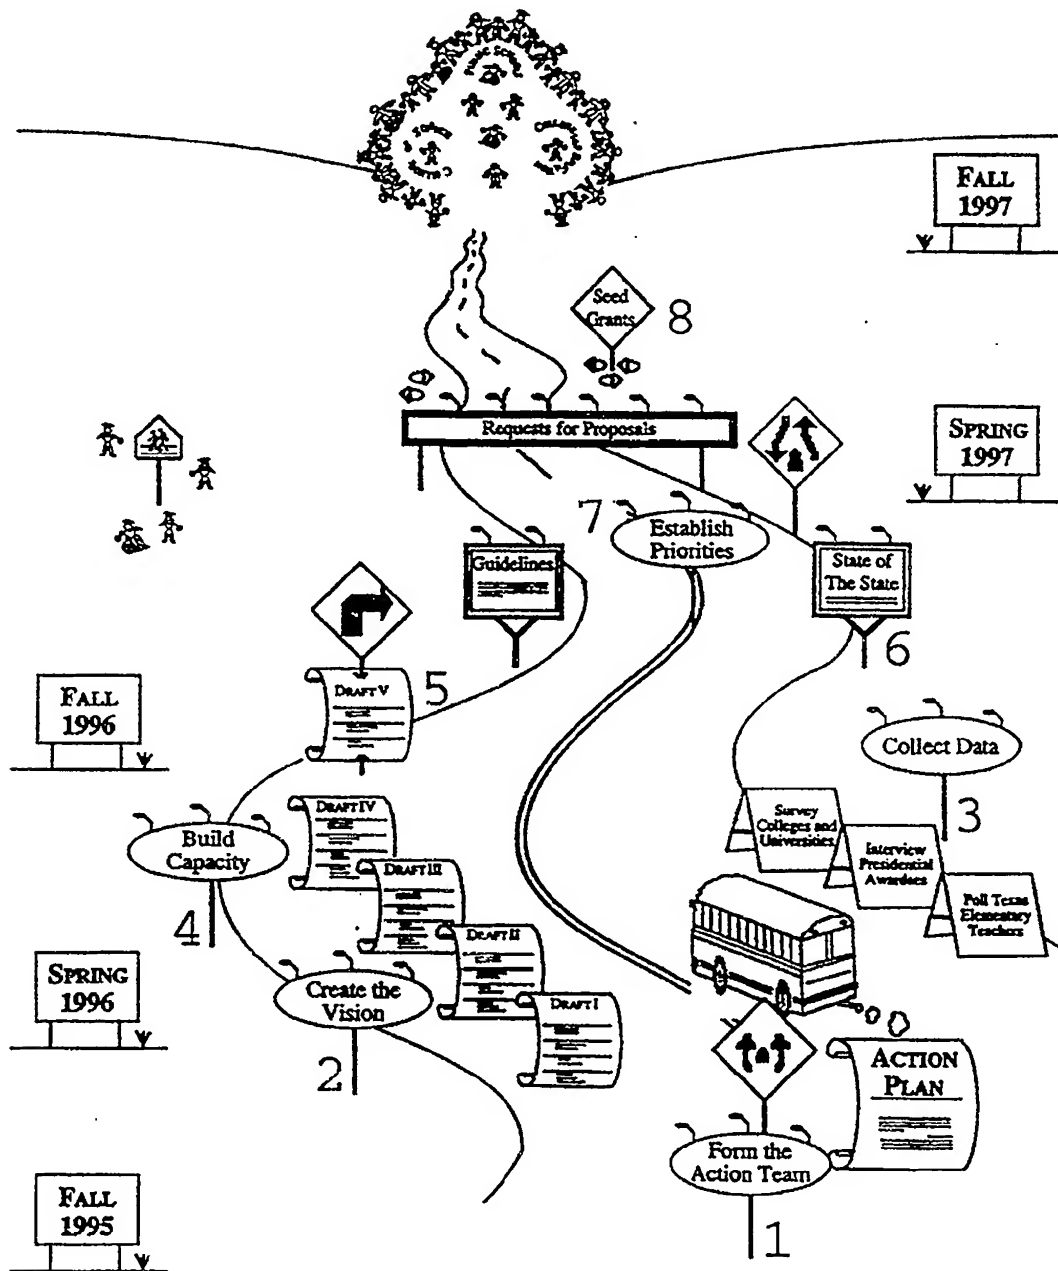 PUBLIC SCHOOLS
FALL
1997
Seed
Grants
8
Requests for Proposals
SPRING
1997
7
Establish
Priorities
Guidelines
State of
The State
6
DRAFT V
5
FALL
1996
Collect Data
3
DRAFT IV
Survey
Colleges and
Universities
Build
Capacity
4
DRAFT III
Interview
Presidential
Awardees
Poll Texas
Elementary
Teachers
DRAFT II
SPRING
1996
Create the
Vision
2
DRAFT I
ACTION
PLAN
Form the
Action Team
1
FALL
1995